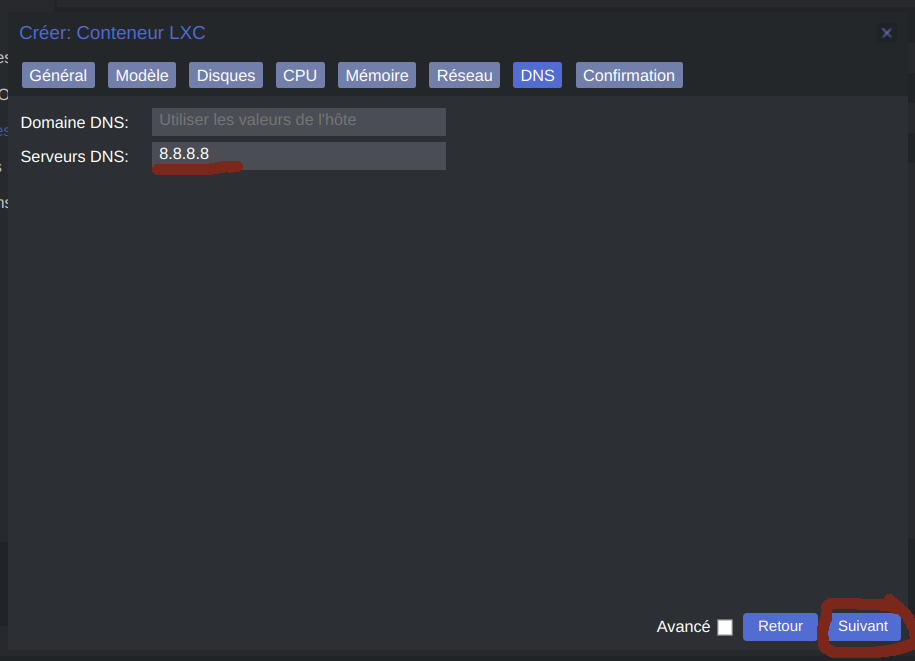 Créer: Conteneur LXC
Général Modèle Disques CPU Mémoire Réseau DNS Confirmation
Domaine DNS: Utiliser les valeurs de l'hôte
Serveurs DNS: 8.8.8.8
Avancé Retour Suivant